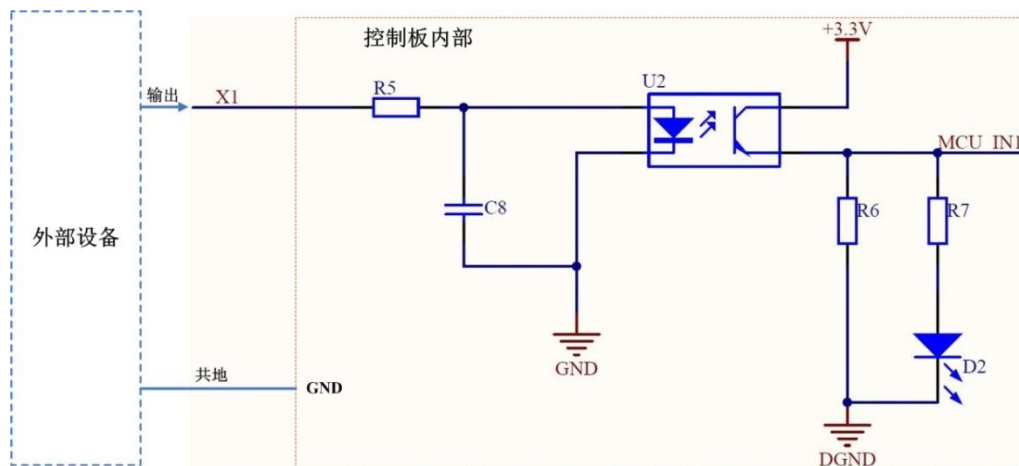 控制板内部
+3.3V
输出
X1
R5
U2
MCU_IN1
C8
R6
R7
外部设备
GND
D2
共地
GND
DGND